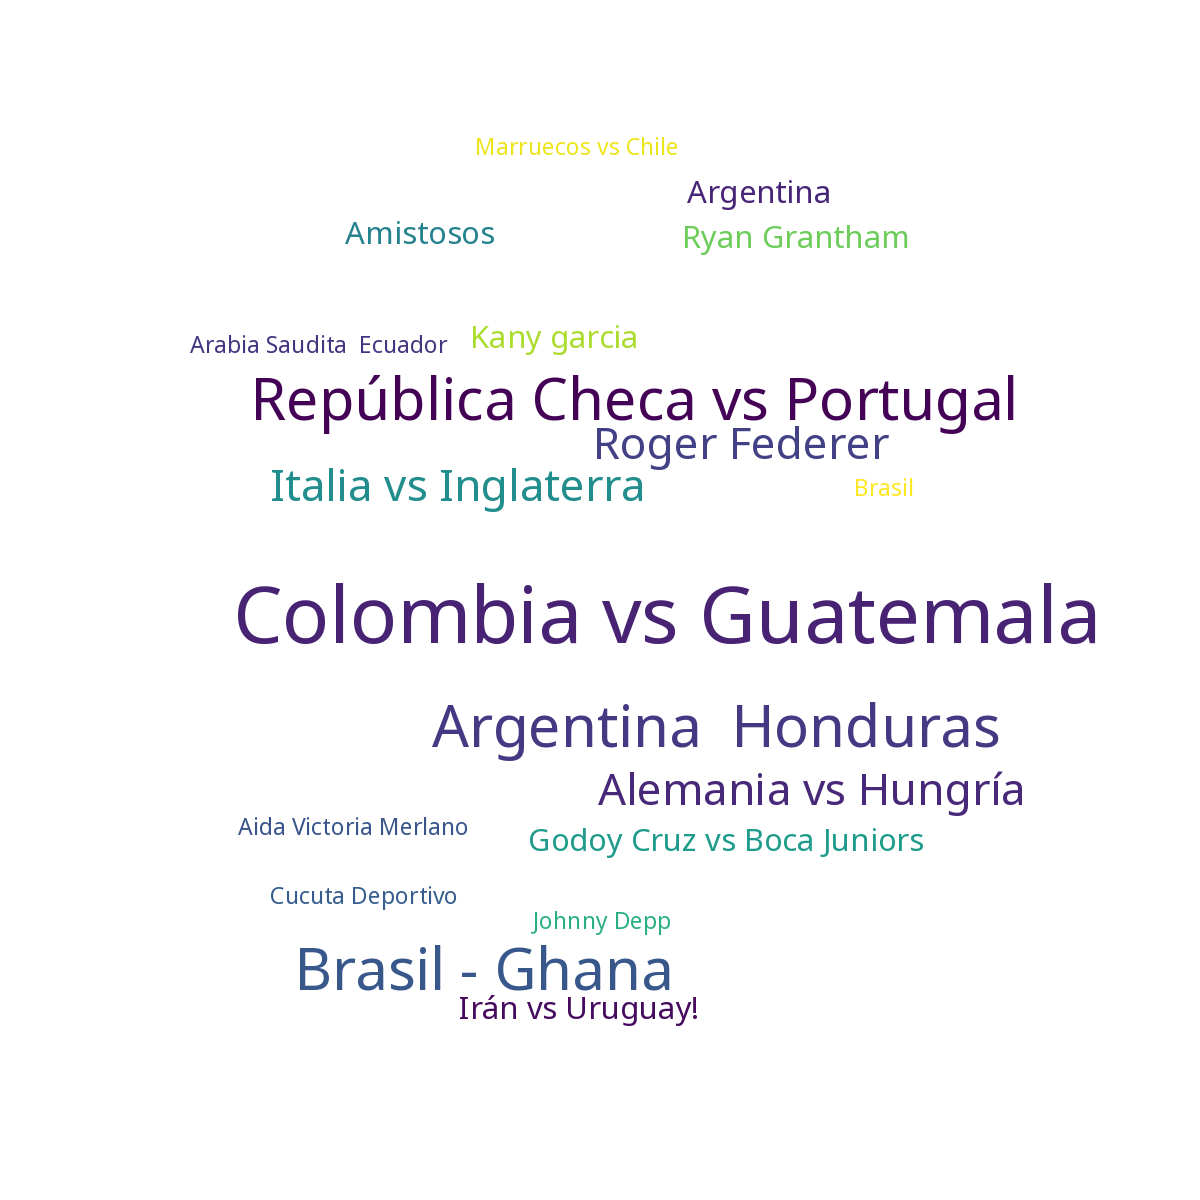 Marruecos vs Chile
Argentina
Amistosos
Ryan Grantham
Kany garcia
Arabia Saudita  Ecuador
República Checa vs Portugal
Roger Federer
Italia vs Inglaterra
Brasil
Colombia vs Guatemala
Argentina  Honduras
Alemania vs Hungría
Aida Victoria Merlano
Godoy Cruz vs Boca Juniors
Cucuta Deportivo
Johnny Depp
Brasil - Ghana
Irán vs Uruguay!